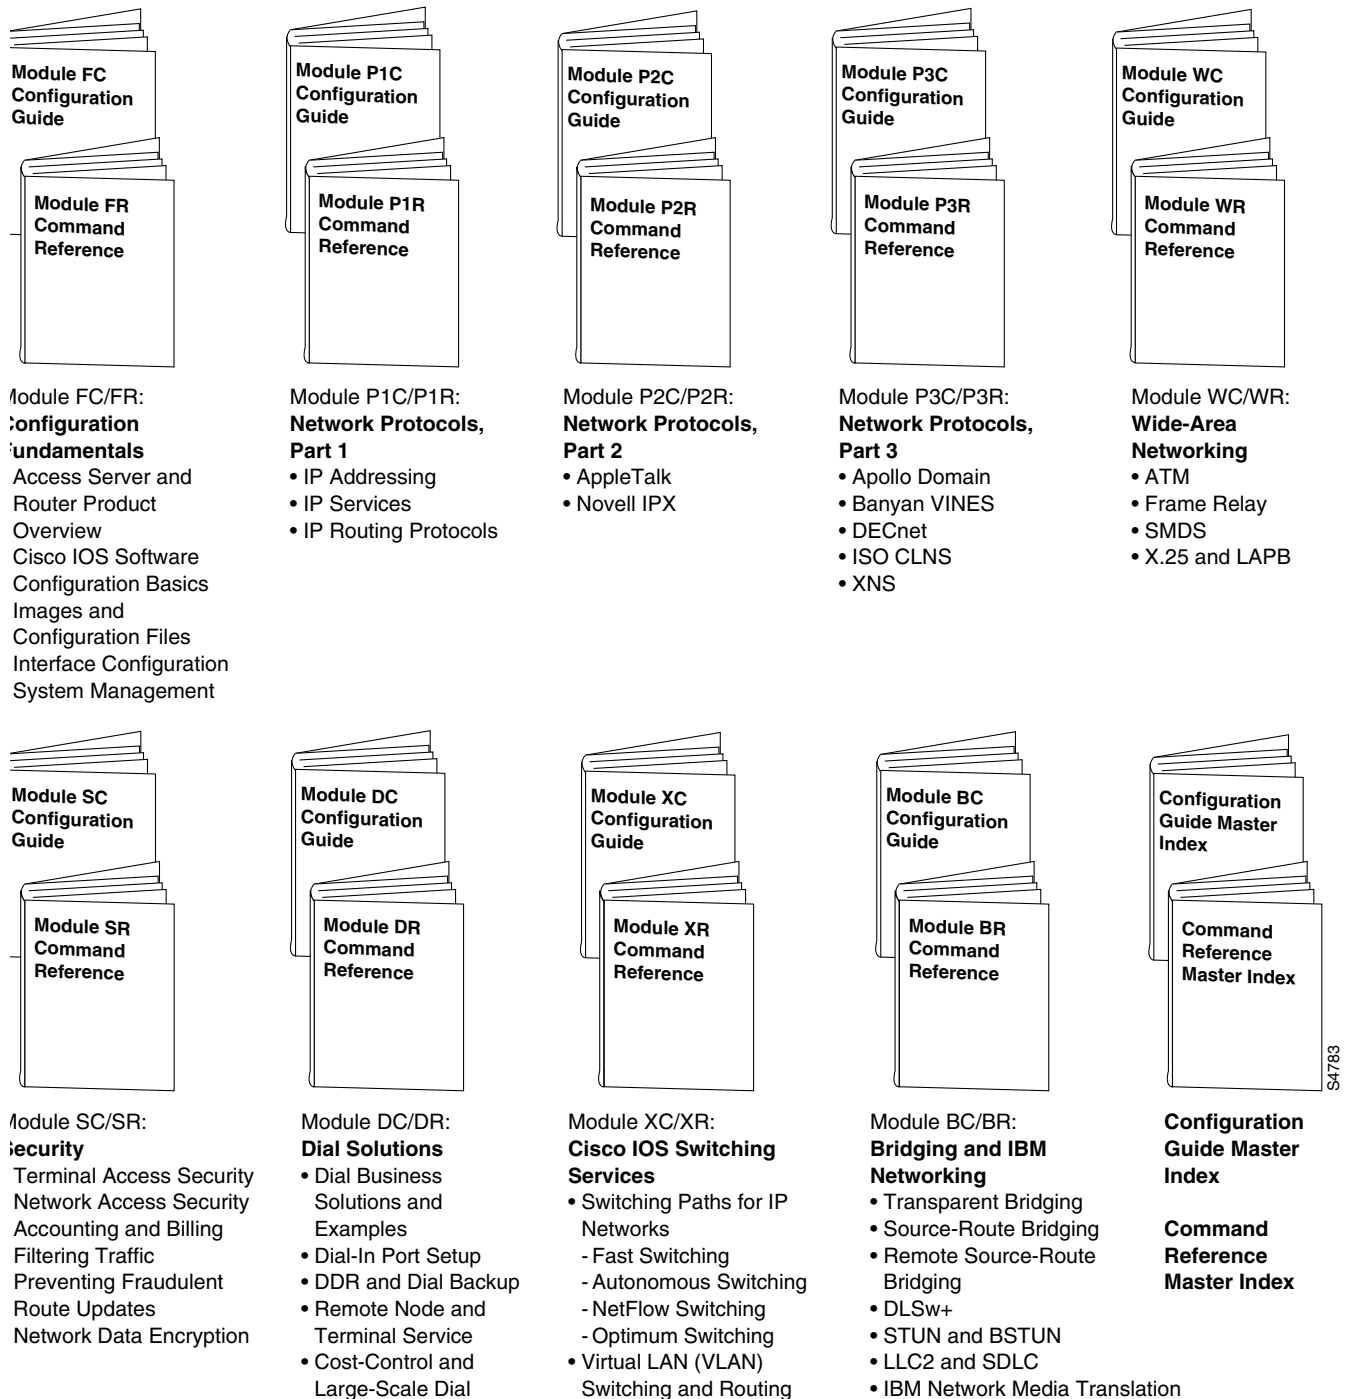 Module FC
Configuration
Guide
Module FR
Command
Reference
Module P1C
Configuration
Guide
Module P1R
Command
Reference
Module P2C
Configuration
Guide
Module P2R
Command
Reference
Module P3C
Configuration
Guide
Module P3R
Command
Reference
Module WC
Configuration
Guide
Module WR
Command
Reference
Module FC/FR:
Configuration
Fundamentals
Access Server and
Router Product
Overview
Cisco IOS Software
Configuration Basics
Images and
Configuration Files
Interface Configuration
System Management
Module P1C/P1R:
Network Protocols,
Part 1
• IP Addressing
• IP Services
• IP Routing Protocols
Module P2C/P2R:
Network Protocols,
Part 2
• AppleTalk
• Novell IPX
Module P3C/P3R:
Network Protocols,
Part 3
• Apollo Domain
• Banyan VINES
• DECnet
• ISO CLNS
• XNS
Module WC/WR:
Wide-Area
Networking
• ATM
• Frame Relay
• SMDS
• X.25 and LAPB
Module SC
Configuration
Guide
Module SR
Command
Reference
Module DC
Configuration
Guide
Module DR
Command
Reference
Module XC
Configuration
Guide
Module XR
Command
Reference
Module BC
Configuration
Guide
Module BR
Command
Reference
Configuration
Guide Master
Index
Command
Reference
Master Index
S4783
Module SC/SR:
Security
Terminal Access Security
Network Access Security
Accounting and Billing
Filtering Traffic
Preventing Fraudulent
Route Updates
Network Data Encryption
Module DC/DR:
Dial Solutions
• Dial Business
Solutions and
Examples
• Dial-In Port Setup
• DDR and Dial Backup
• Remote Node and
Terminal Service
• Cost-Control and
Large-Scale Dial
Module XC/XR:
Cisco IOS Switching
Services
• Switching Paths for IP
Networks
- Fast Switching
- Autonomous Switching
- NetFlow Switching
- Optimum Switching
• Virtual LAN (VLAN)
Switching and Routing
Module BC/BR:
Bridging and IBM
Networking
• Transparent Bridging
• Source-Route Bridging
• Remote Source-Route
Bridging
• DLSw+
• STUN and BSTUN
• LLC2 and SDLC
• IBM Network Media Translation
Configuration
Guide Master
Index
Command
Reference
Master Index